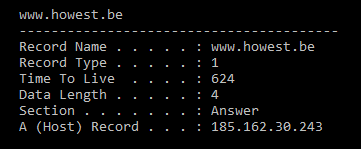 www.howest.be
----------------------------------------
Record Name . . . . . : www.howest.be
Record Type . . . . . : 1
Time To Live  . . . . : 624
Data Length . . . . . : 4
Section . . . . . . . : Answer
A (Host) Record . . . : 185.162.30.243